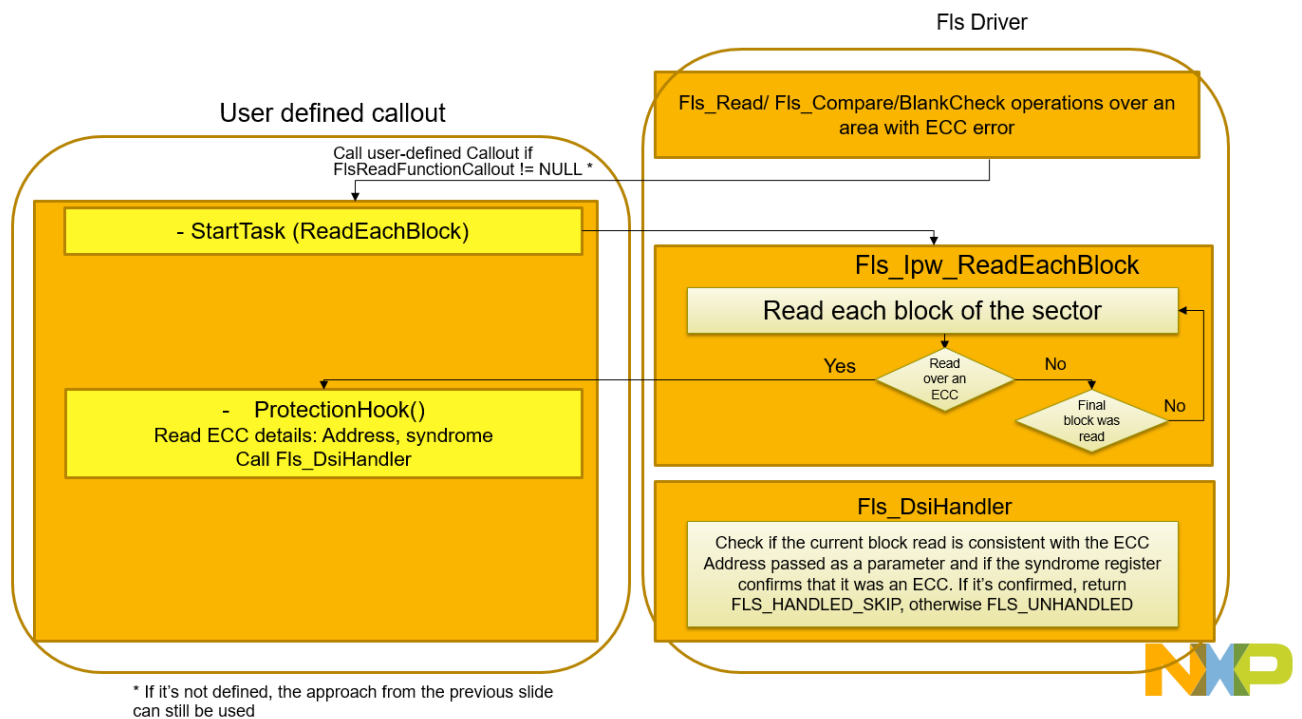 Fls Driver
Fls_Read/ Fls_Compare/BlankCheck operations over an
area with ECC error
User defined callout
Call user-defined Callout if
FlsReadFunctionCallout != NULL *
- StartTask (ReadEachBlock)
Fls_Ipw_ReadEachBlock
Read each block of the sector
Yes
Read
over an
ECC
No
Final
block was
read
No
- ProtectionHook()
Read ECC details: Address, syndrome
Call Fls_DsiHandler
Fls_DsiHandler
Check if the current block read is consistent with the ECC
Address passed as a parameter and if the syndrome register
confirms that it was an ECC. If it’s confirmed, return
FLS_HANDLED_SKIP, otherwise FLS_UNHANDLED
NXP
* If it’s not defined, the approach from the previous slide
can still be used